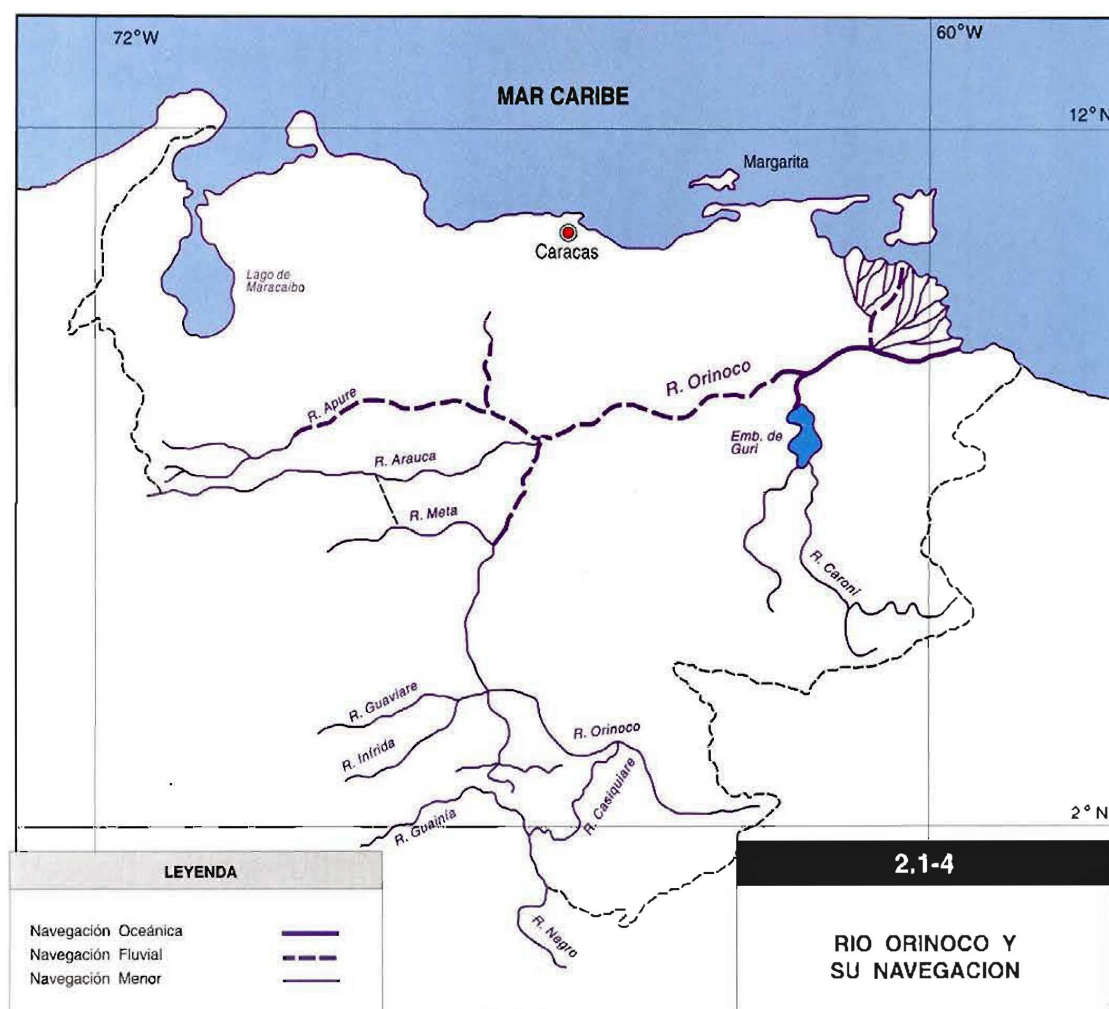 72°W
60°W
MAR CARIBE
12° N
Margarita
Caracas
Lago de
Maracaibo
R. Orinoco
R. Apure
Emb. de
Guri
R. Arauca
R. Meta
R. Caroni
R. Guaviare
R. Orinoco
R. Inírida
R. Casiquiare
R. Guainía
2° N
R. Negro
LEYENDA
Navegación Oceánica
Navegación Fluvial
Navegación Menor
2.1-4
RIO ORINOCO Y
SU NAVEGACION